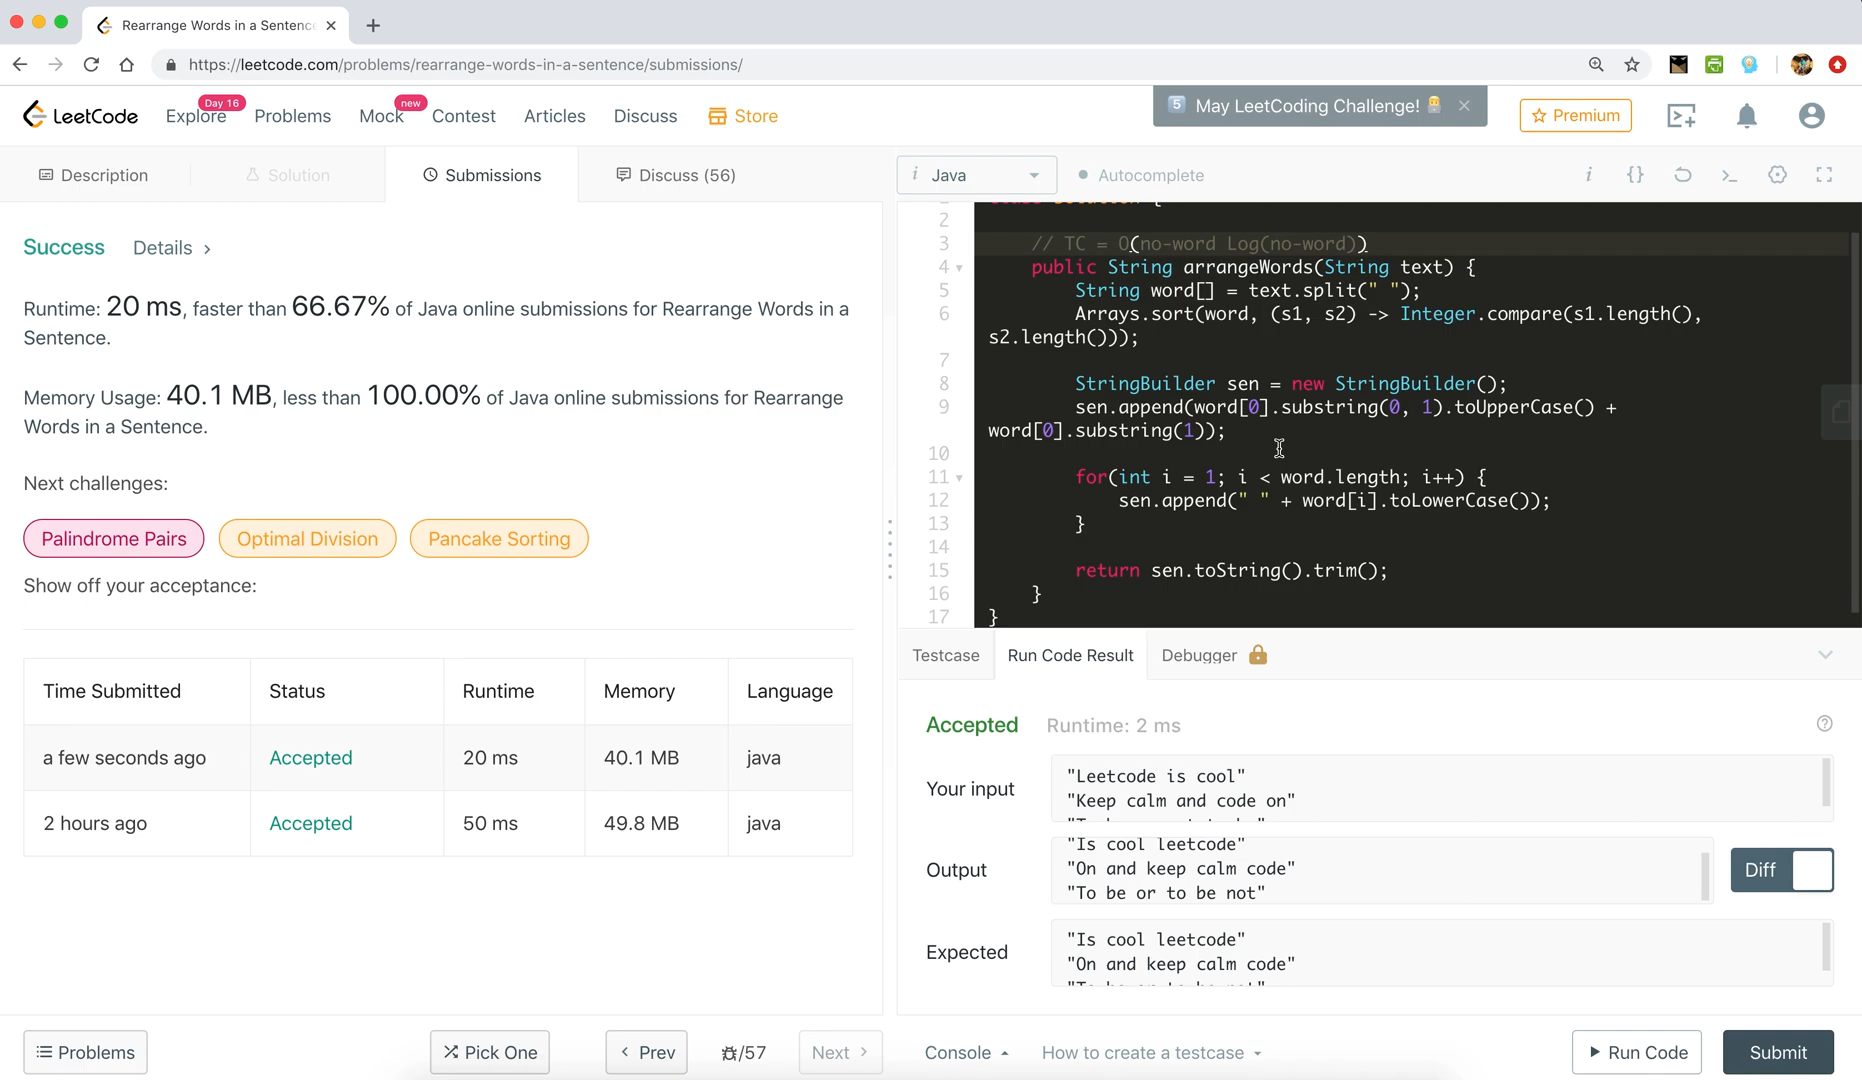 Rearrange Words in a Sentence
https://leetcode.com/problems/rearrange-words-in-a-sentence/submissions/
LeetCode
Explore
Day 16
Problems
Mock
new
Contest
Articles
Discuss
Store
5 May LeetCoding Challenge!
Premium
Description
Solution
Submissions
Discuss (56)
i Java
Autocomplete
Success
Details >
Runtime: 20 ms, faster than 66.67% of Java online submissions for Rearrange Words in a
Sentence.
Memory Usage: 40.1 MB, less than 100.00% of Java online submissions for Rearrange
Words in a Sentence.
Next challenges:
Palindrome Pairs
Optimal Division
Pancake Sorting
Show off your acceptance:
Time Submitted Status Runtime Memory Language
a few seconds ago Accepted 20 ms 40.1 MB java
2 hours ago Accepted 50 ms 49.8 MB java
2
3 // TC = O(no-word Log(no-word))
4 public String arrangeWords(String text) {
5 String word[] = text.split(" ");
6 Arrays.sort(word, (s1, s2) -> Integer.compare(s1.length(),
s2.length()));
7
8 StringBuilder sen = new StringBuilder();
9 sen.append(word[0].substring(0, 1).toUpperCase() +
word[0].substring(1));
10
11 for(int i = 1; i < word.length; i++) {
12 sen.append(" " + word[i].toLowerCase());
13 }
14
15 return sen.toString().trim();
16 }
17 }
Testcase
Run Code Result
Debugger
Accepted Runtime: 2 ms
Your input
"Leetcode is cool"
"Keep calm and code on"
Output
"Is cool leetcode"
"On and keep calm code"
"To be or to be not"
Diff
Expected
"Is cool leetcode"
"On and keep calm code"
Problems
Pick One
< Prev
/57
Next >
Console
How to create a testcase
Run Code
Submit